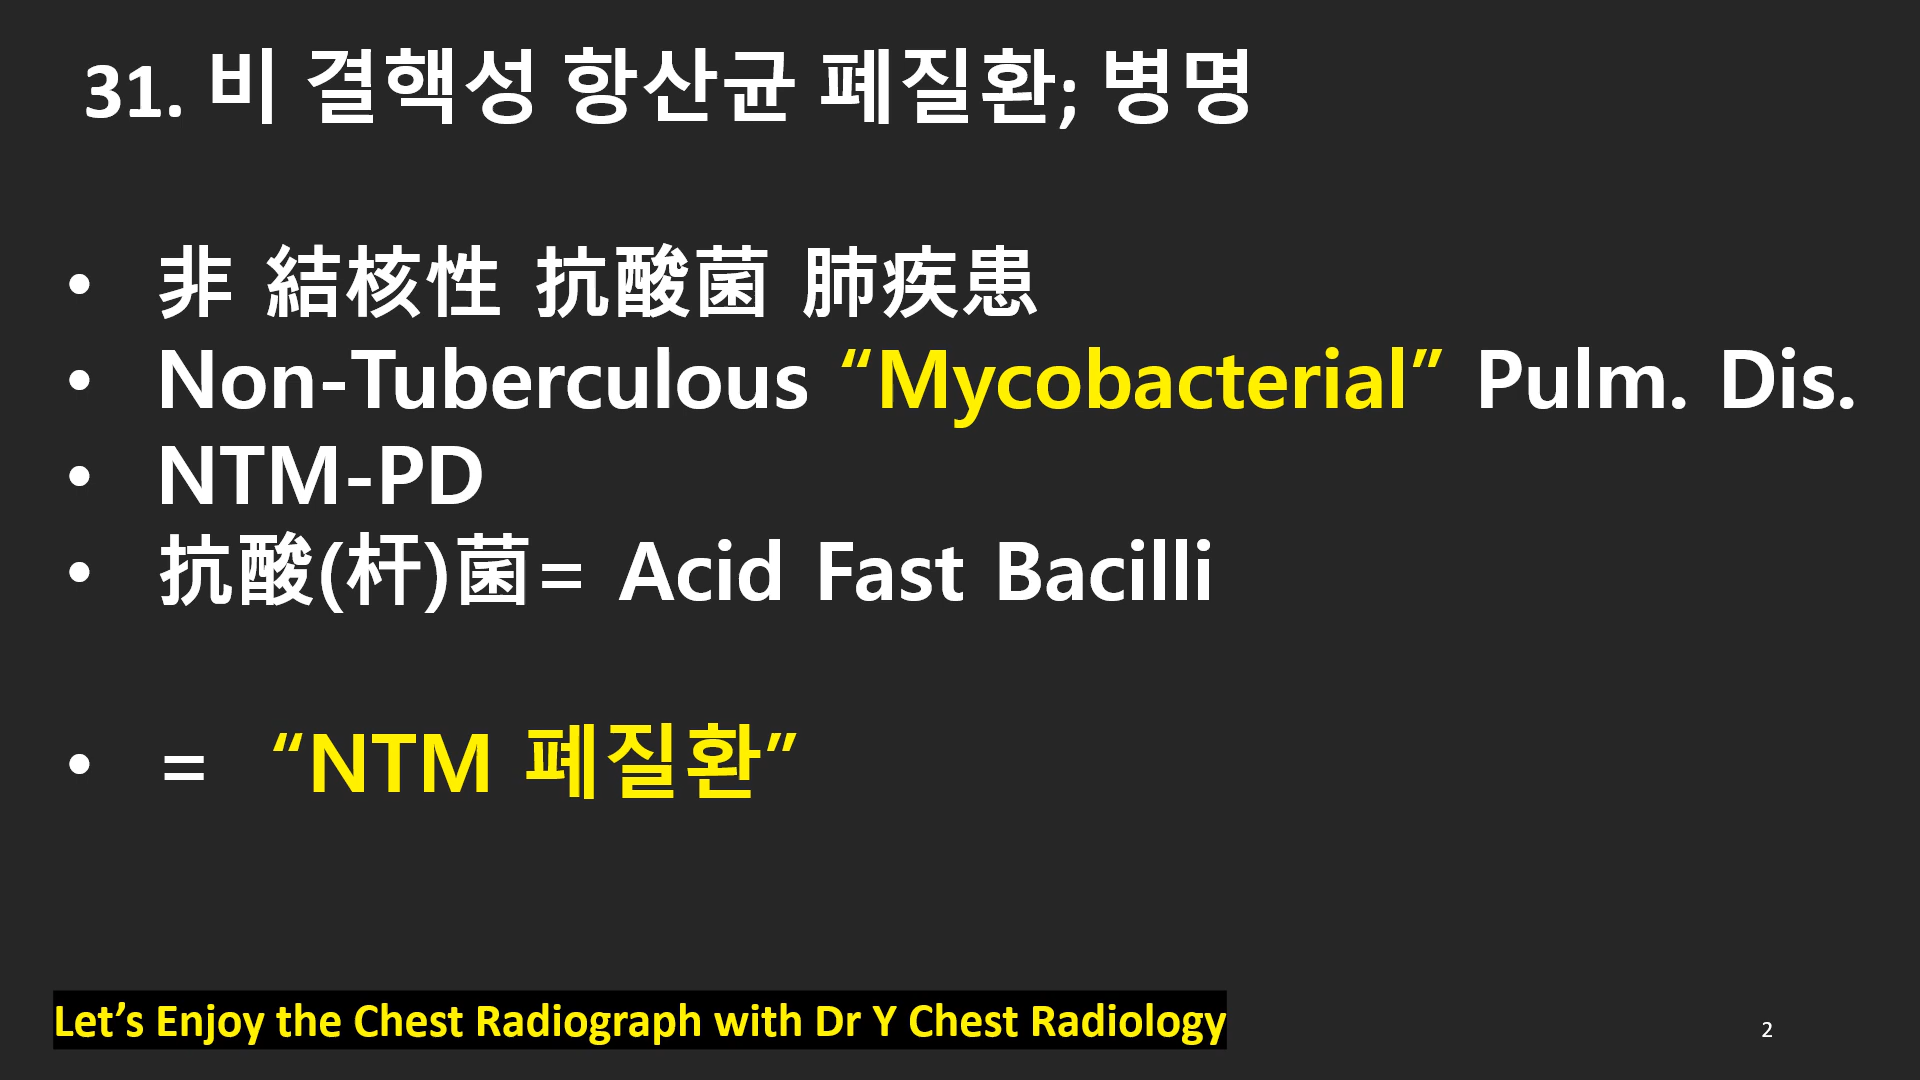 31. 비 결핵성 항산균 폐질환; 병명
• 非 結核性 抗酸菌 肺疾患
• Non-Tuberculous “Mycobacterial” Pulm. Dis.
• NTM-PD
• 抗酸(杆)菌= Acid Fast Bacilli
• = “NTM 폐질환”
Let’s Enjoy the Chest Radiograph with Dr Y Chest Radiology
2